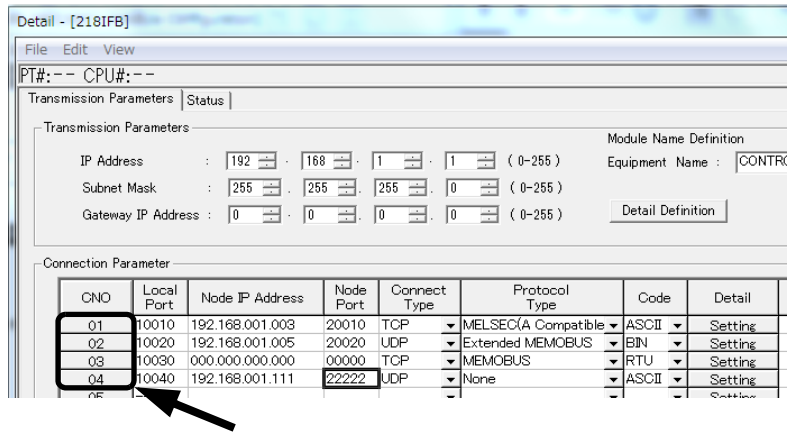 Detail - [218IFB]
File Edit View
PT#:-- CPU#:--
Transmission Parameters Status
Transmission Parameters
Module Name Definition
IP Address : 192 . 168 . 1 . 1 (0-255) Equipment Name :
Subnet Mask : 255 . 255 . 255 . 0 (0-255)
Gateway IP Address : 0 . 0 . 0 . 0 (0-255) Detail Definition
Connection Parameter
CNO Local Port Node IP Address Node Port Connect Type Protocol Type Code Detail
01 10010 192.168.001.003 20010 TCP MELSEC(A Compatible ASCII Setting
02 10020 192.168.001.005 20020 UDP Extended MEMOBUS BIN Setting
03 10030 000.000.000.000 00000 TCP MEMOBUS RTU Setting
04 10040 192.168.001.111 22222 UDP None ASCII Setting